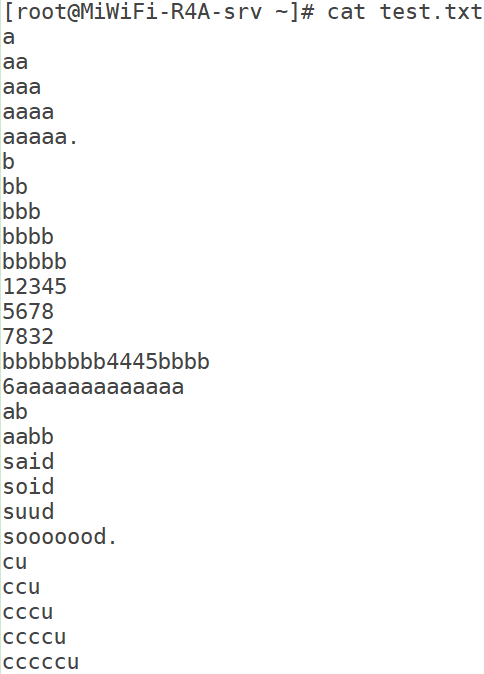 [root@MiWiFi-R4A-srv ~]# cat test.txt
a
aa
aaa
aaaa
aaaaa.
b
bb
bbb
bbbb
bbbbb
12345
5678
7832
bbbbbbbb4445bbbb
6aaaaaaaaaaaaa
ab
aabb
said
soid
suud
sooooood.
cu
ccu
cccu
ccccu
cccccu